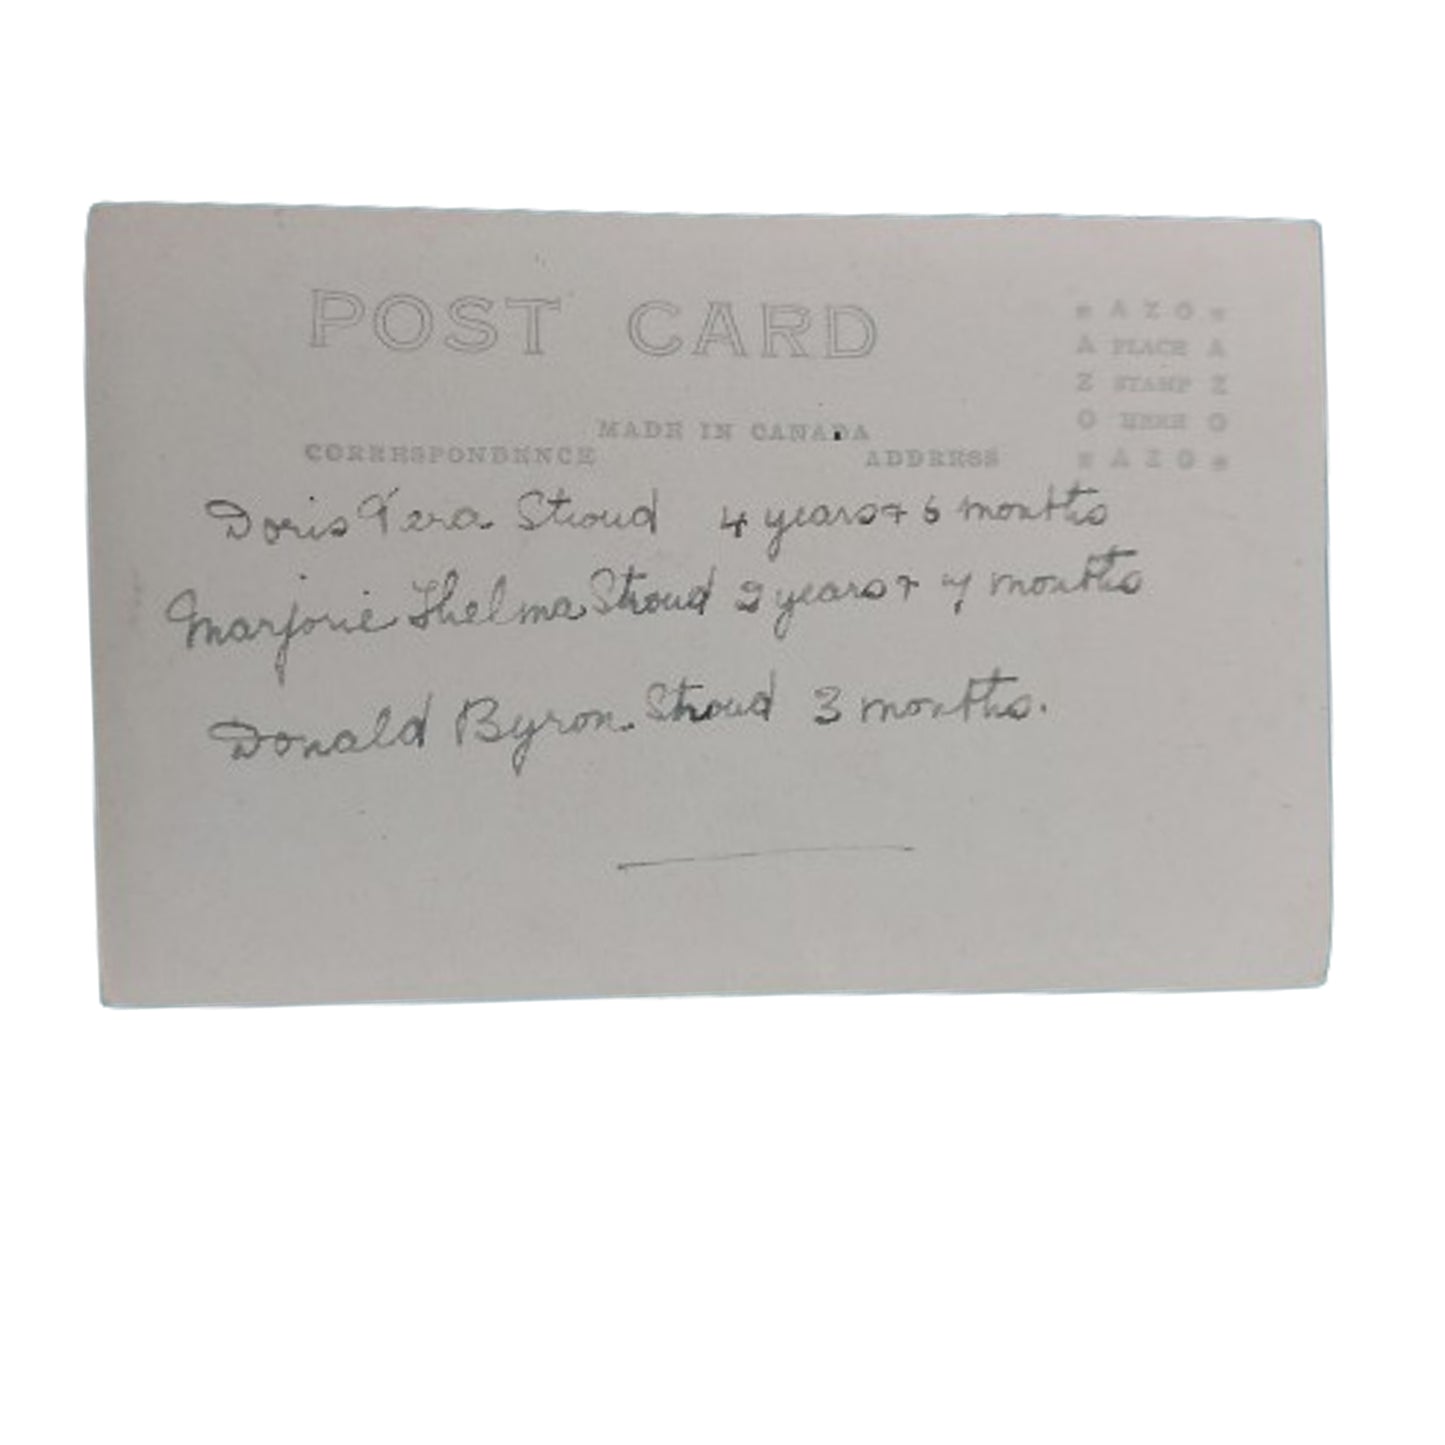 POST CARD
MADE IN CANADA
CORRESPONDENCE ADDRESS
AZO
A PLACE A
Z STAMP Z
O HERE O
AZO
Doris Vera Stroud 4 years + 6 months
Marjorie Thelma Stroud 2 years + 7 months
Donald Byron Stroud 3 months.